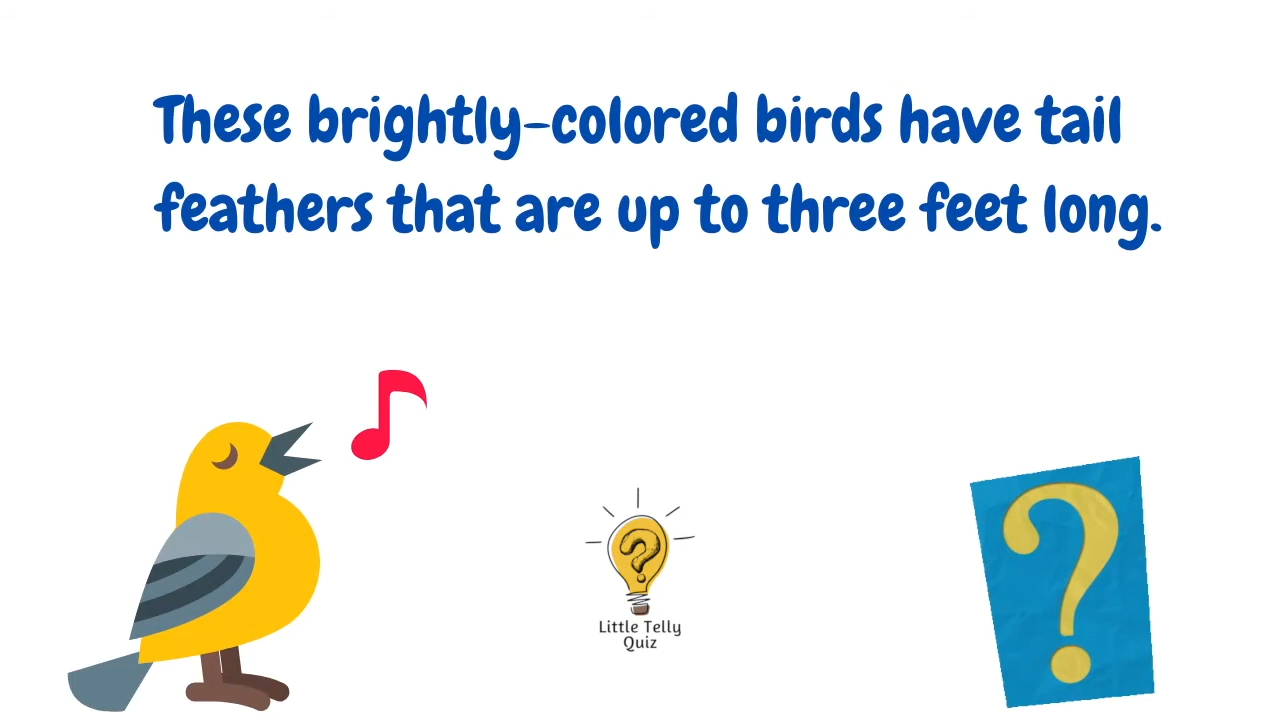 These brightly-colored birds have tail
feathers that are up to three feet long.
?
Little Telly
Quiz
?